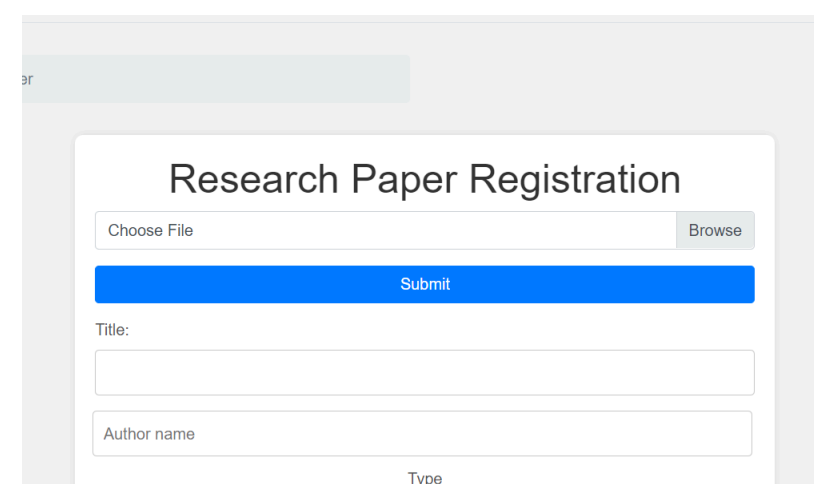 er
Research Paper Registration
Choose File Browse
Submit
Title:
Author name
Type